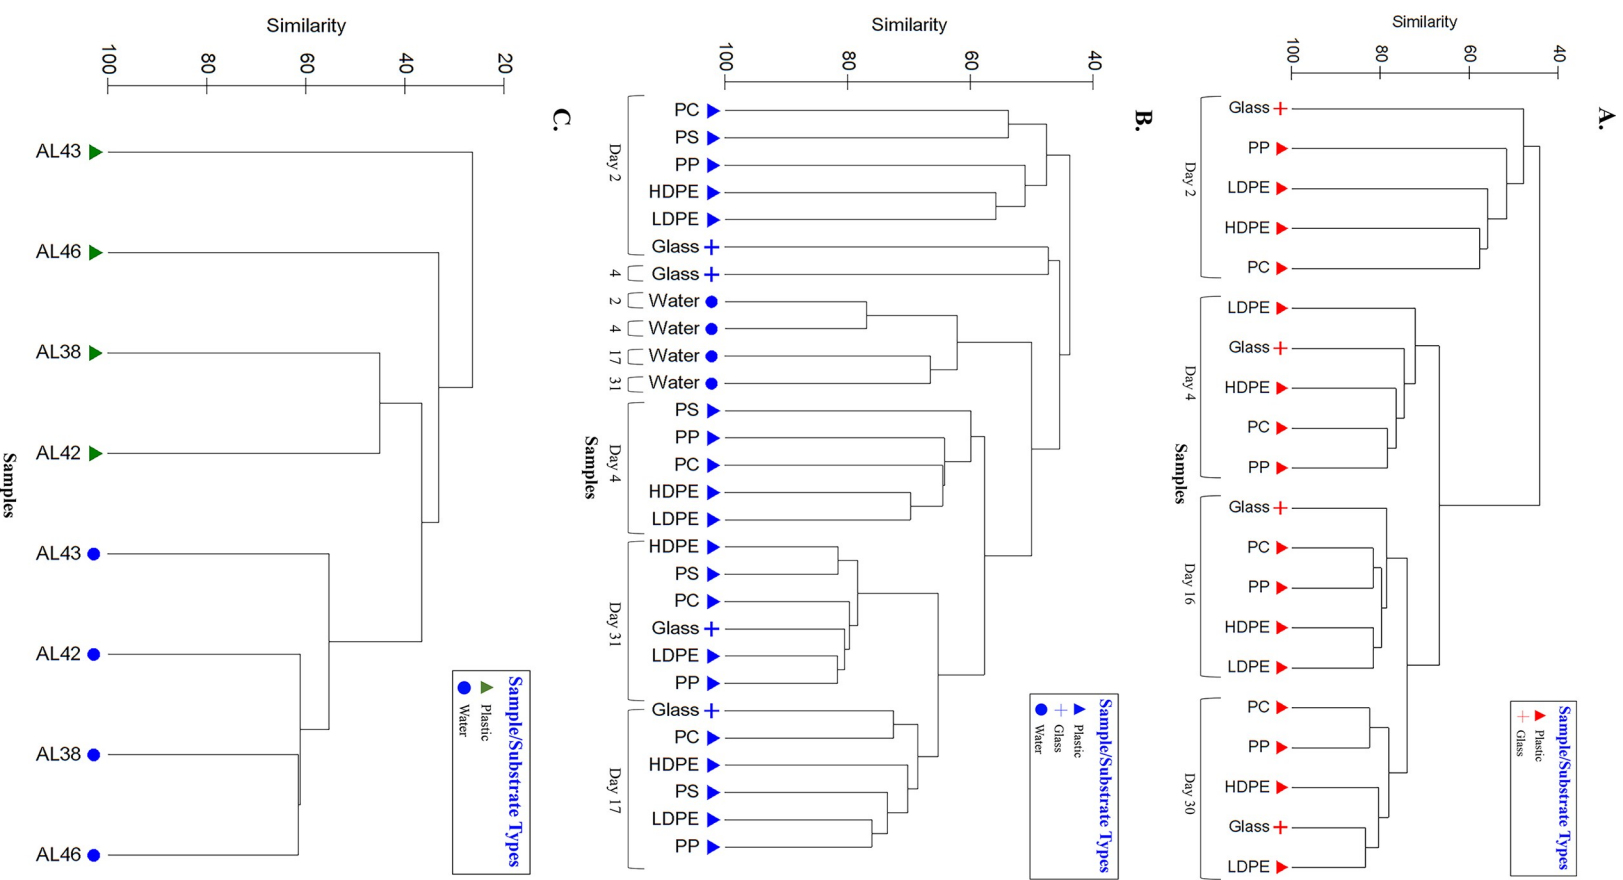 A.
Similarity
100
80
60
40
Glass
PP
LDPE
HDPE
PC
LDPE
Glass
HDPE
PC
PP
Glass
PC
PP
HDPE
LDPE
PC
PP
HDPE
Glass
LDPE
Day 2
Day 4
Day 16
Day 30
Samples
Sample/Substrate Types
Plastic
Glass
B.
Similarity
100
80
60
40
PC
PS
PP
HDPE
LDPE
Glass
Glass
Water
Water
Water
Water
PS
PP
PC
HDPE
LDPE
HDPE
PS
PC
Glass
LDPE
PP
Glass
PC
HDPE
PS
LDPE
PP
Day 2
4
2
4
17
31
Day 4
Day 31
Day 17
Samples
Sample/Substrate Types
Plastic
Glass
Water
C.
Similarity
100
80
60
40
20
AL43
AL46
AL38
AL42
AL43
AL42
AL38
AL46
Samples
Sample/Substrate Types
Plastic
Water